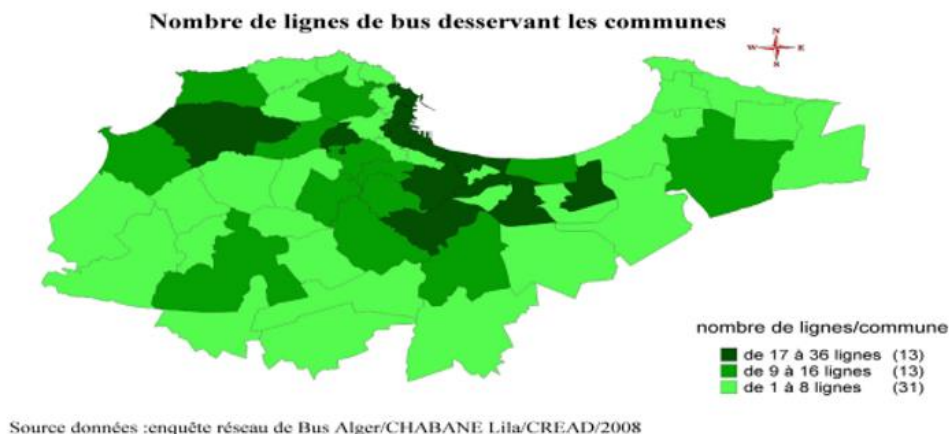 Nombre de lignes de bus desservant les communes
N
W E
S
nombre de lignes/commune
de 17 à 36 lignes (13)
de 9 à 16 lignes (13)
de 1 à 8 lignes (31)
Source données :enquête réseau de Bus Alger/CHABANE Lila/CREAD/2008